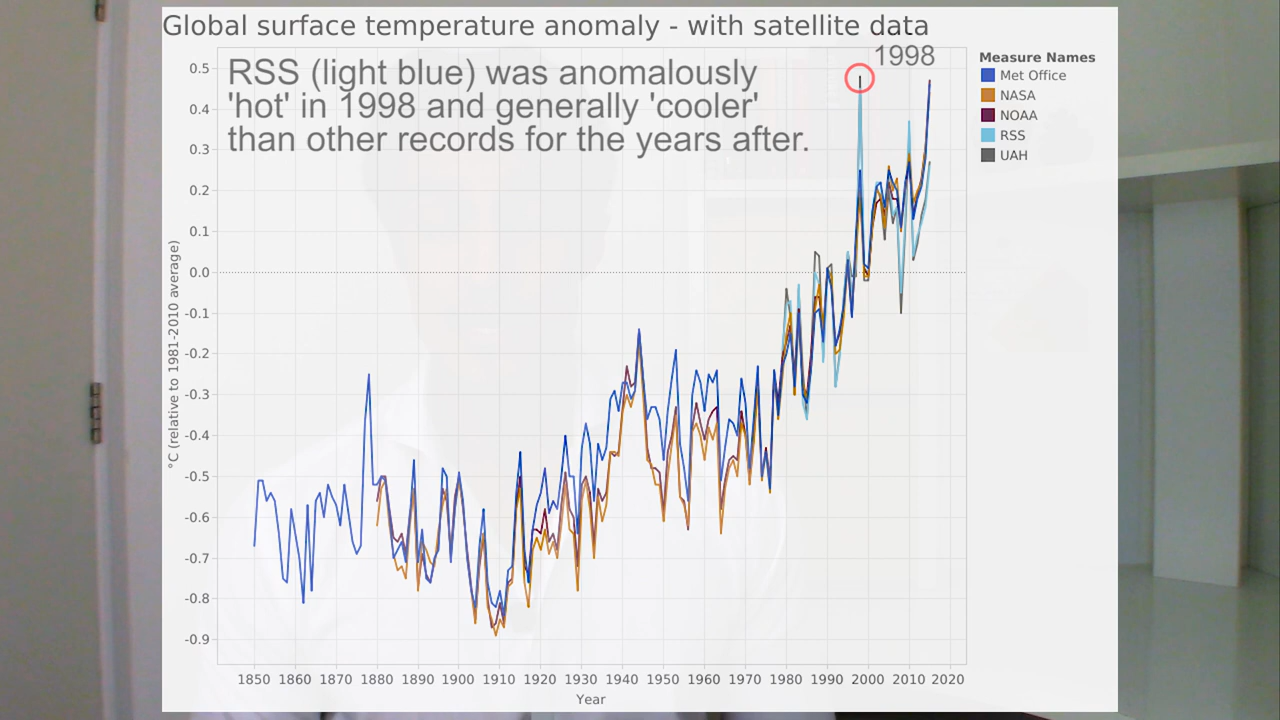 Global surface temperature anomaly - with satellite data
1998
RSS (light blue) was anomalously
'hot' in 1998 and generally 'cooler'
than other records for the years after.
Measure Names
Met Office
NASA
NOAA
RSS
UAH
°C (relative to 1981-2010 average)
0.5
0.4
0.3
0.2
0.1
0.0
-0.1
-0.2
-0.3
-0.4
-0.5
-0.6
-0.7
-0.8
-0.9
1850 1860 1870 1880 1890 1900 1910 1920 1930 1940 1950 1960 1970 1980 1990 2000 2010 2020
Year